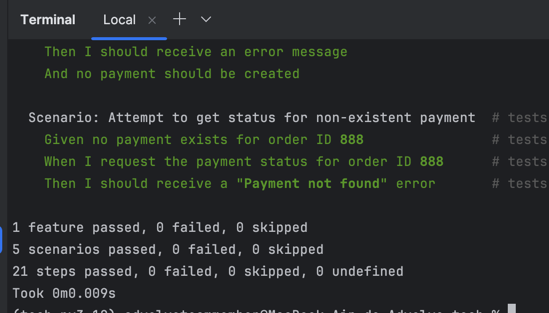 Terminal Local × + ⌄
Then I should receive an error message
And no payment should be created
Scenario: Attempt to get status for non-existent payment # tests
Given no payment exists for order ID 888 # tests
When I request the payment status for order ID 888 # tests
Then I should receive a "Payment not found" error # tests
1 feature passed, 0 failed, 0 skipped
5 scenarios passed, 0 failed, 0 skipped
21 steps passed, 0 failed, 0 skipped, 0 undefined
Took 0m0.009s